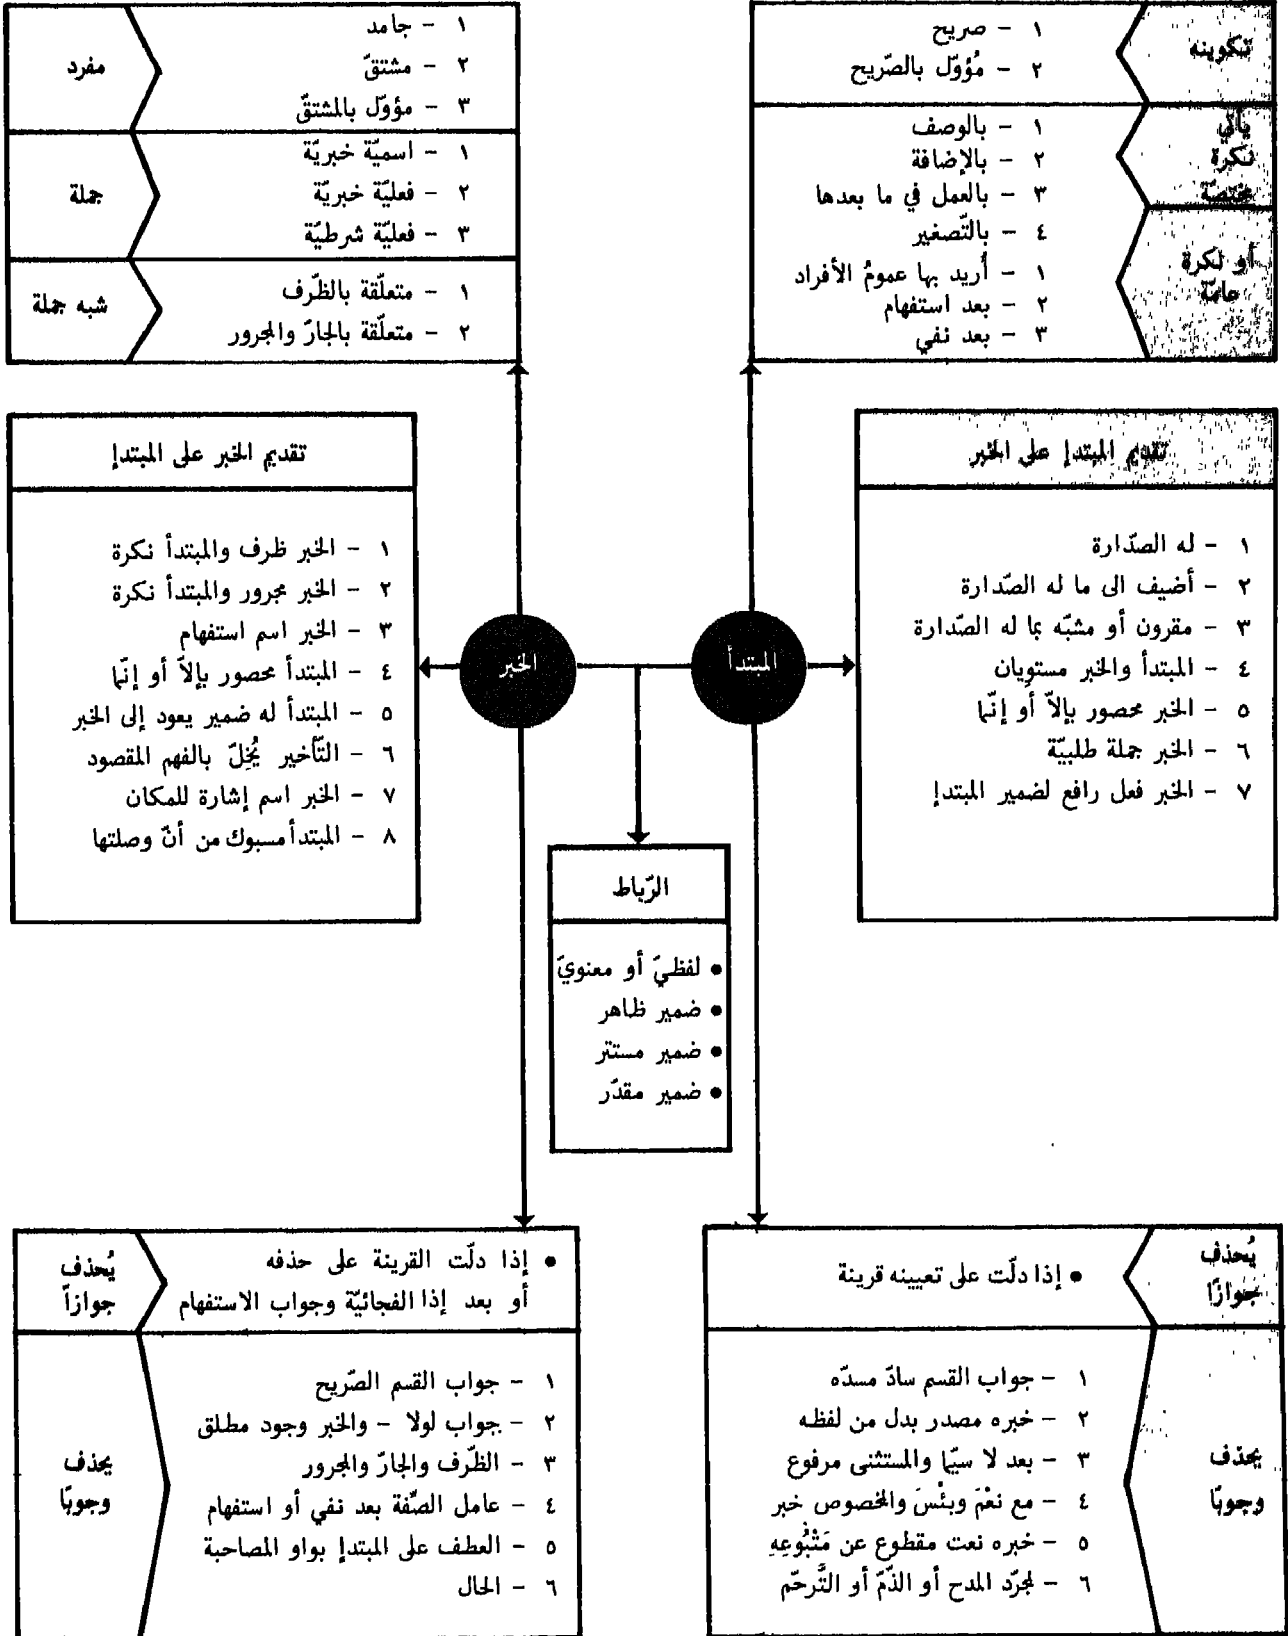 تكوينه
١ - صريح
٢ - مُؤوّل بالصّريح
يأتي
نكرة
مختصّة
١ - بالوصف
٢ - بالإضافة
٣ - بالعمل في ما بعدها
٤ - بالتّصغير
أو نكرة
عامّة
١ - أُريد بها عمومُ الأفراد
٢ - بعد استفهام
٣ - بعد نفي
١ - جامد
٢ - مشتقّ
٣ - مؤوّل بالمشتقّ
مفرد
١ - اسميّة خبريّة
٢ - فعليّة خبريّة
٣ - فعليّة شرطيّة
جملة
١ - متعلّقة بالظّرف
٢ - متعلّقة بالجارّ والمجرور
شبه جملة
تقديم المبتدإ على الخبر
١ - له الصّدارة
٢ - أضيف الى ما له الصّدارة
٣ - مقرون أو مشبّه بما له الصّدارة
٤ - المبتدأ والخبر مستويان
٥ - الخبر محصور بإلاّ أو إنّما
٦ - الخبر جملة طلبيّة
٧ - الخبر فعل رافع لضمير المبتدإ
المبتدأ
الخبر
تقديم الخبر على المبتدإ
١ - الخبر ظرف والمبتدأ نكرة
٢ - الخبر مجرور والمبتدأ نكرة
٣ - الخبر اسم استفهام
٤ - المبتدأ محصور بإلاّ أو إنّما
٥ - المبتدأ له ضمير يعود إلى الخبر
٦ - التّأخير يُخِلّ بالفهم المقصود
٧ - الخبر اسم إشارة للمكان
٨ - المبتدأ مسبوك من أنّ وصلتها
الرّباط
• لفظيّ أو معنويّ
• ضمير ظاهر
• ضمير مستتر
• ضمير مقدّر
يُحذف
جوازًا
• إذا دلّت على تعيينه قرينة
يحذف
وجوبًا
١ - جواب القسم سادّ مسدّه
٢ - خبره مصدر بدل من لفظه
٣ - بعد لا سيّما والمستثنى مرفوع
٤ - مع نعْمَ وبئْسَ والمخصوص خبر
٥ - خبره نعت مقطوع عن مَتْبُوعِهِ
٦ - لمجرّد المدح أو الذّمّ أو التَّرحّم
• إذا دلّت القرينة على حذفه
أو بعد إذا الفجائيّة وجواب الاستفهام
يُحذف
جوازاً
١ - جواب القسم الصّريح
٢ - جواب لولا - والخبر وجود مطلق
٣ - الظّرف والجارّ والمجرور
٤ - عامل الصّفة بعد نفي أو استفهام
٥ - العطف على المبتدإ بواو المصاحبة
٦ - الحال
يحذف
وجوبًا